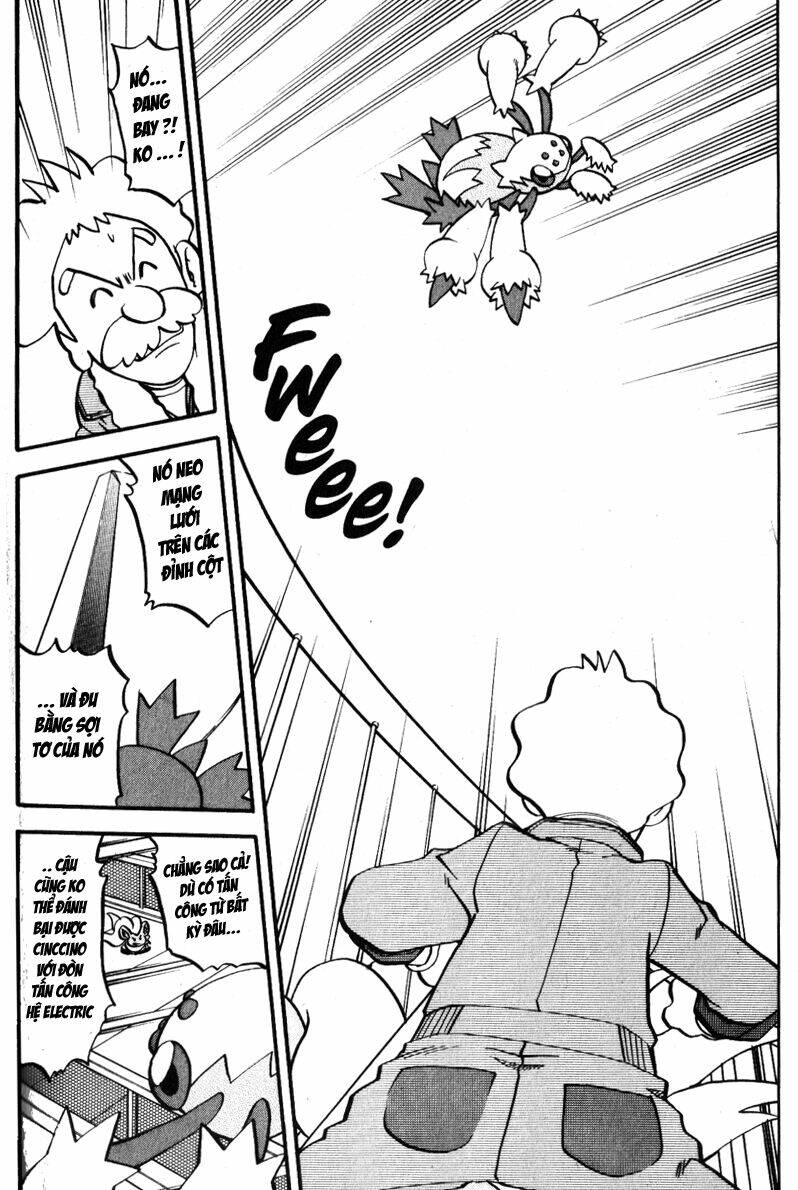 NÓ...
ĐANG
BAY ?!
KO ... !
FWeee!
NÓ NEO
MẠNG
LƯỚI
TRÊN CÁC
ĐỈNH CỘT
... VÀ ĐU
BẰNG SỢI
TƠ CỦA NÓ
CHẲNG SAO CẢ!
DÙ CÓ TẤN
CÔNG TỪ BẤT
KỲ ĐÂU...
.. CẬU
CŨNG KO
THỂ ĐÁNH
BẠI ĐƯỢC
CINCCINO
VỚI ĐÒN
TẤN CÔNG
HỆ ELECTRIC